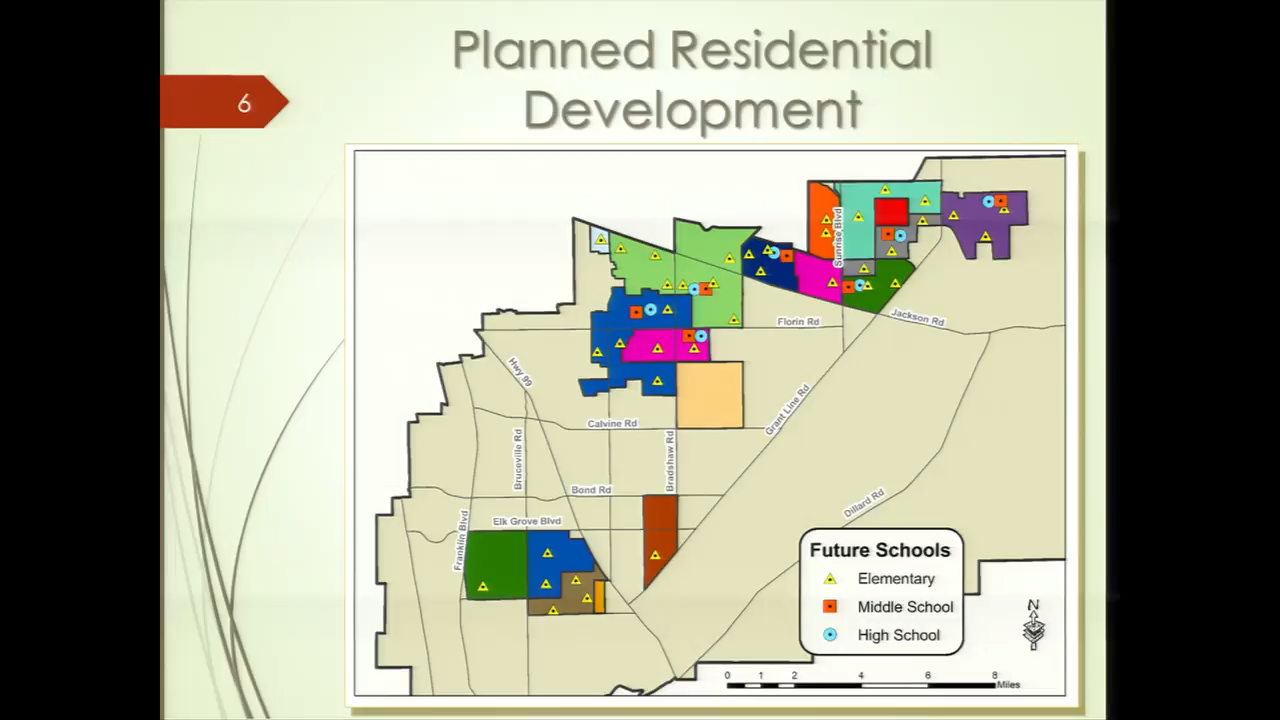 Planned Residential
Development
6
Sunrise Blvd
Jackson Rd
Florin Rd
Hwy 99
Grant Line Rd
Calvine Rd
Bruceville Rd
Bradshaw Rd
Bond Rd
Dillard Rd
Elk Grove Blvd
Franklin Blvd
Future Schools
Elementary
Middle School
High School
N
0 1 2 4 6 8
Miles